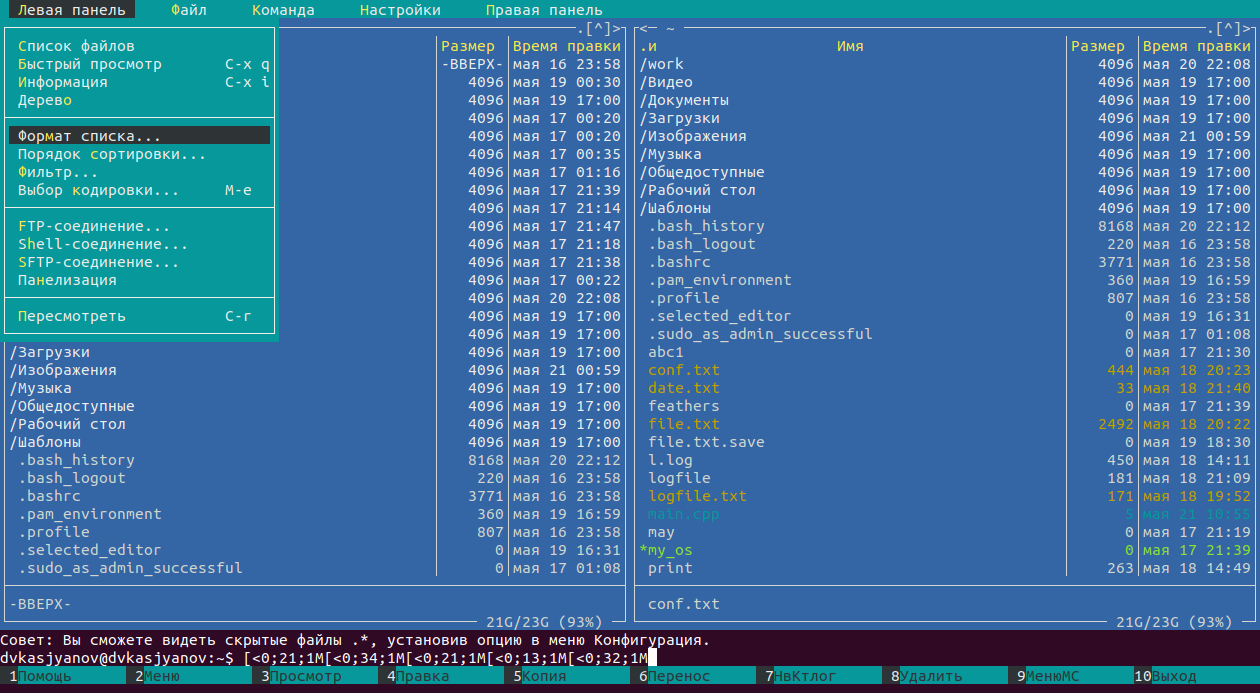 Левая панель Файл Команда Настройки Правая панель
.[^]> <─ ~ .[^]>
Размер Время правки .и Имя Размер Время правки
Список файлов -ВВЕРХ- мая 16 23:58 /work 4096 мая 20 22:08
Быстрый просмотр C-x q 4096 мая 19 00:30 /Видео 4096 мая 19 17:00
Информация C-x i 4096 мая 19 17:00 /Документы 4096 мая 19 17:00
Дерево 4096 мая 17 00:20 /Загрузки 4096 мая 19 17:00
Формат списка... 4096 мая 17 00:20 /Изображения 4096 мая 21 00:59
Порядок сортировки... 4096 мая 17 00:35 /Музыка 4096 мая 19 17:00
Фильтр... 4096 мая 17 01:16 /Общедоступные 4096 мая 19 17:00
Выбор кодировки... M-e 4096 мая 17 21:39 /Рабочий стол 4096 мая 19 17:00
4096 мая 17 21:14 /Шаблоны 4096 мая 19 17:00
FTP-соединение... 4096 мая 17 21:47 .bash_history 8168 мая 20 22:12
Shell-соединение... 4096 мая 17 21:18 .bash_logout 220 мая 16 23:58
SFTP-соединение... 4096 мая 17 21:38 .bashrc 3771 мая 16 23:58
Панелизация 4096 мая 17 00:22 .pam_environment 360 мая 19 16:59
4096 мая 20 22:08 .profile 807 мая 16 23:58
Пересмотреть C-r 4096 мая 19 17:00 .selected_editor 0 мая 19 16:31
4096 мая 19 17:00 .sudo_as_admin_successful 0 мая 17 01:08
/Загрузки 4096 мая 19 17:00 abc1 0 мая 17 21:30
/Изображения 4096 мая 21 00:59 conf.txt 444 мая 18 20:23
/Музыка 4096 мая 19 17:00 date.txt 33 мая 18 21:40
/Общедоступные 4096 мая 19 17:00 feathers 0 мая 17 21:39
/Рабочий стол 4096 мая 19 17:00 file.txt 2492 мая 18 20:22
/Шаблоны 4096 мая 19 17:00 file.txt.save 0 мая 19 18:30
.bash_history 8168 мая 20 22:12 l.log 450 мая 18 14:11
.bash_logout 220 мая 16 23:58 logfile 181 мая 18 21:09
.bashrc 3771 мая 16 23:58 logfile.txt 171 мая 18 19:52
.pam_environment 360 мая 19 16:59 main.cpp 5 мая 21 10:55
.profile 807 мая 16 23:58 may 0 мая 17 21:19
.selected_editor 0 мая 19 16:31 *my_os 0 мая 17 21:39
.sudo_as_admin_successful 0 мая 17 01:08 print 263 мая 18 14:49
-ВВЕРХ- conf.txt
21G/23G (93%) 21G/23G (93%)
Совет: Вы сможете видеть скрытые файлы .*, установив опцию в меню Конфигурация.
dvkasjyanov@dvkasjyanov:~$ [<0;21;1M[<0;34;1M[<0;21;1M[<0;13;1M[<0;32;1M
1Помощь 2Меню 3Просмотр 4Правка 5Копия 6Перенос 7НвКтлог 8Удалить 9МенюМС 10Выход